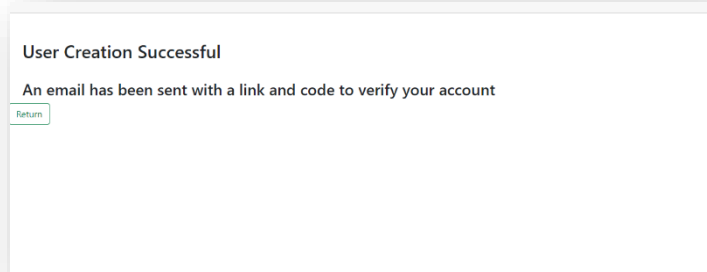 User Creation Successful
An email has been sent with a link and code to verify your account
Return